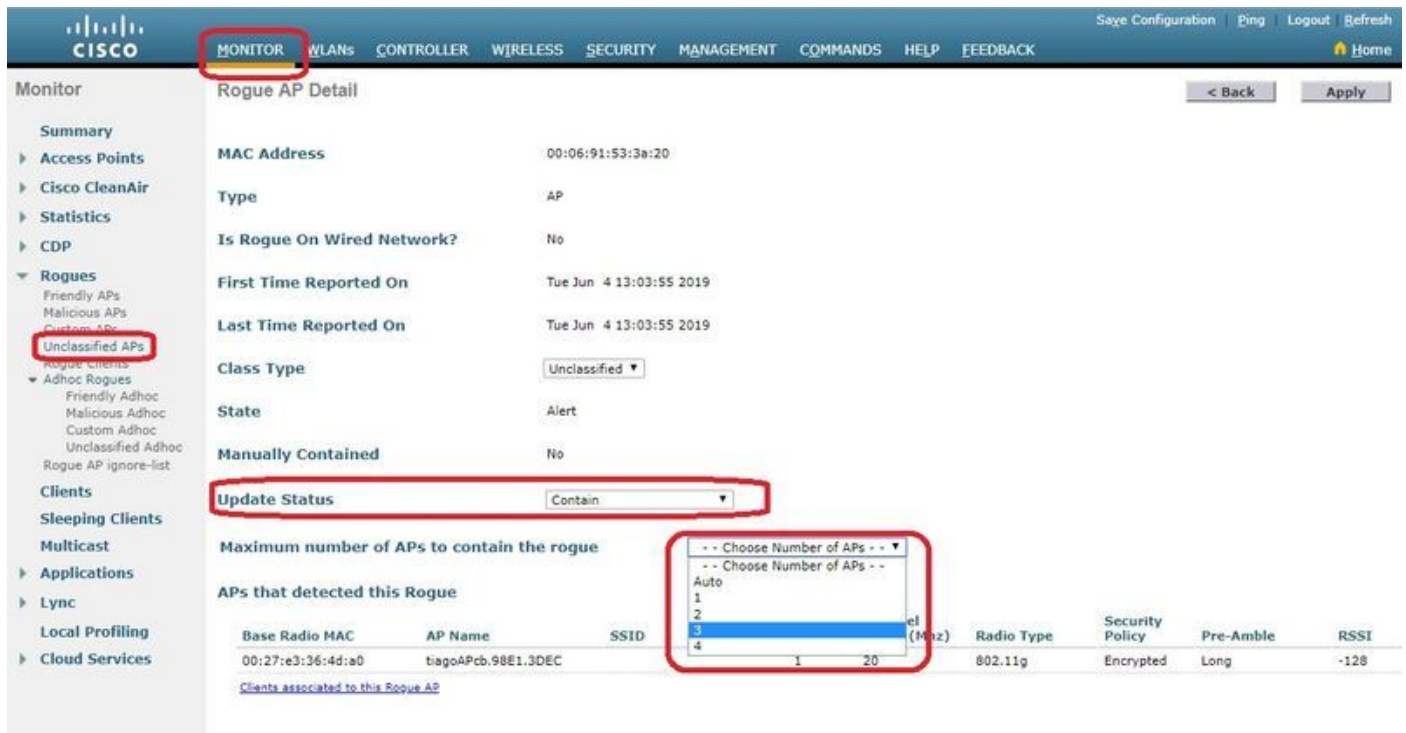 Save Configuration Ping Logout Refresh
CISCO
MONITOR WLANs CONTROLLER WIRELESS SECURITY MANAGEMENT COMMANDS HELP FEEDBACK
Home
Monitor
Summary
Access Points
Cisco CleanAir
Statistics
CDP
Rogues
Friendly APs
Malicious APs
Custom APs
Unclassified APs
Rogue Clients
Adhoc Rogues
Friendly Adhoc
Malicious Adhoc
Custom Adhoc
Unclassified Adhoc
Rogue AP ignore-list
Clients
Sleeping Clients
Multicast
Applications
Lync
Local Profiling
Cloud Services
Rogue AP Detail
< Back Apply
MAC Address 00:06:91:53:3a:20
Type AP
Is Rogue On Wired Network? No
First Time Reported On Tue Jun 4 13:03:55 2019
Last Time Reported On Tue Jun 4 13:03:55 2019
Class Type Unclassified
State Alert
Manually Contained No
Update Status Contain
Maximum number of APs to contain the rogue - - Choose Number of APs - -
- - Choose Number of APs - -
Auto
1
2
3
4
APs that detected this Rogue
Base Radio MAC AP Name SSID el (Mhz) Radio Type Security Policy Pre-Amble RSSI
00:27:e3:36:4d:a0 tiagoAPcb.98E1.3DEC 1 20 802.11g Encrypted Long -128
Clients associated to this Rogue AP